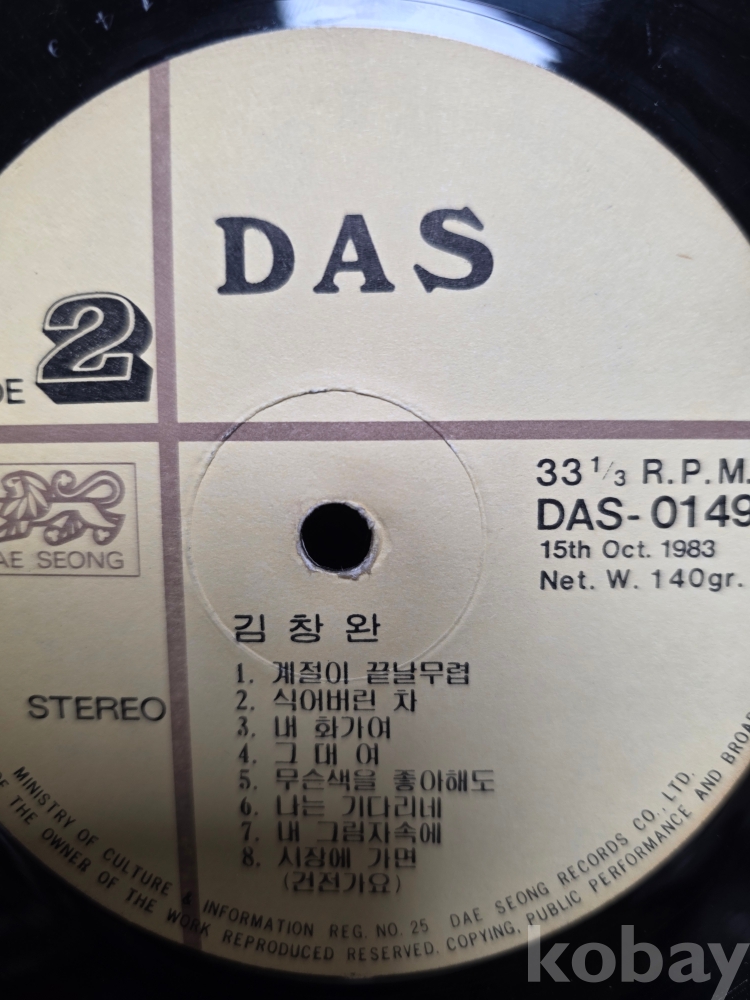 DAS
2
33 1/3 R.P.M.
DAS-0149
15th Oct. 1983
Net. W. 140gr.
SEONG
STEREO
김창완
1. 계절이 끝날무렵
2. 식어버린 차
3. 내 화가여
4. 그 대 여
5. 무슨색을 좋아해도
6. 나는 기다리네
7. 내 그림자속에
8. 시장에 가면
(건전가요)
MINISTRY OF CULTURE & INFORMATION REG. NO. 25 DAE SEONG RECORDS CO., LTD.
OF THE OWNER OF THE WORK REPRODUCED RESERVED. COPYING, PUBLIC PERFORMANCE AND
kobay